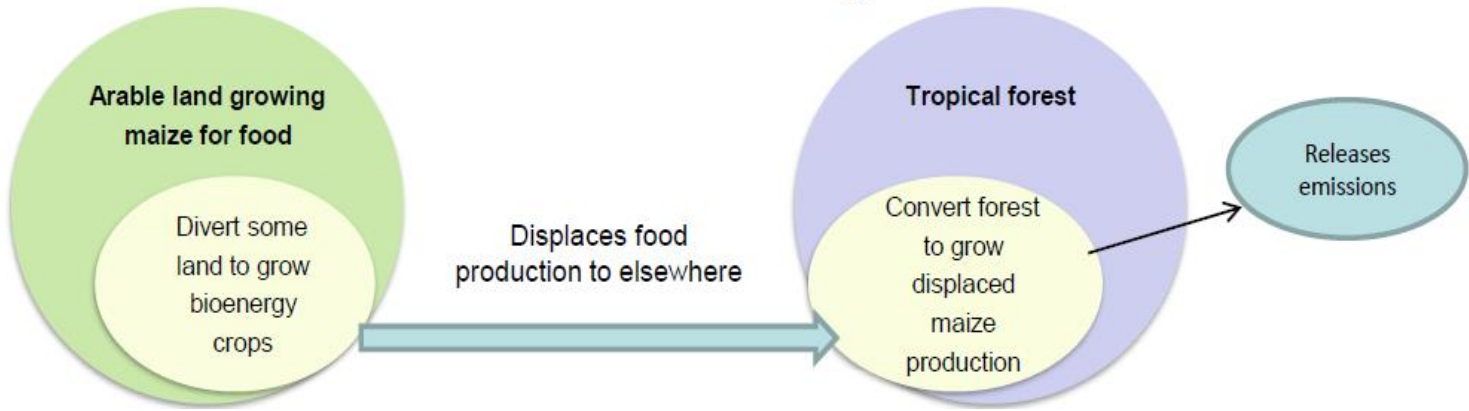 Arable land growing
maize for food
Divert some
land to grow
bioenergy
crops
Displaces food
production to elsewhere
Tropical forest
Convert forest
to grow
displaced
maize
production
Releases
emissions